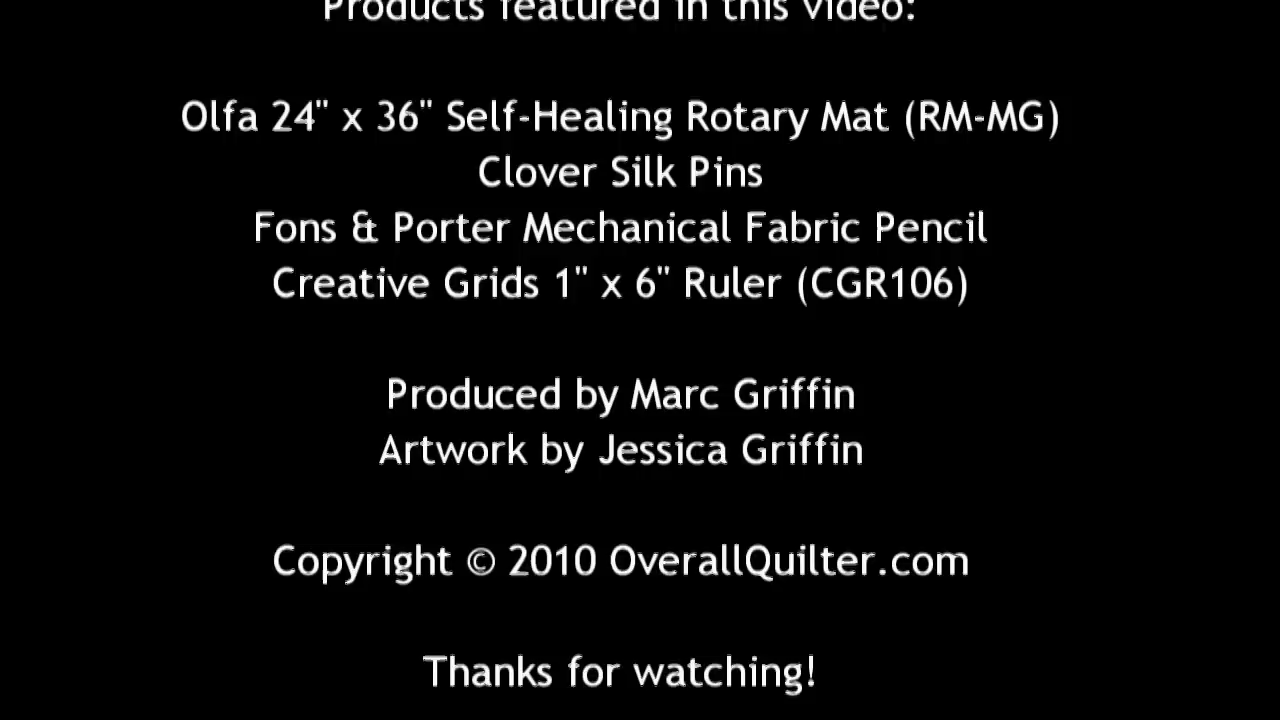 Products featured in this video:
Olfa 24" x 36" Self-Healing Rotary Mat (RM-MG)
Clover Silk Pins
Fons & Porter Mechanical Fabric Pencil
Creative Grids 1" x 6" Ruler (CGR106)
Produced by Marc Griffin
Artwork by Jessica Griffin
Copyright © 2010 OverallQuilter.com
Thanks for watching!